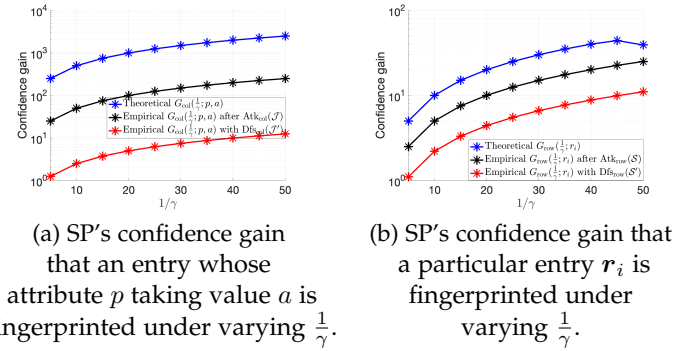 10^4
10^3
10^2
10^1
10^0
Confidence gain
Theoretical G_col(1/γ; p, a)
Empirical G_col(1/γ; p, a) after Atk_col(𝒥)
Empirical G_col(1/γ; p, a) with Dfs_col(𝒥′)
10 20 30 40 50
1/γ
(a) SP's confidence gain
that an entry whose
attribute p taking value a is
ingerprinted under varying 1/γ.
10^2
10^1
10^0
Confidence gain
Theoretical G_row(1/γ; r_i)
Empirical G_row(1/γ; r_i) after Atk_row(𝒮)
Empirical G_row(1/γ; r_i) with Dfs_row(𝒮′)
10 20 30 40 50
1/γ
(b) SP's confidence gain that
a particular entry r_i is
fingerprinted under
varying 1/γ.